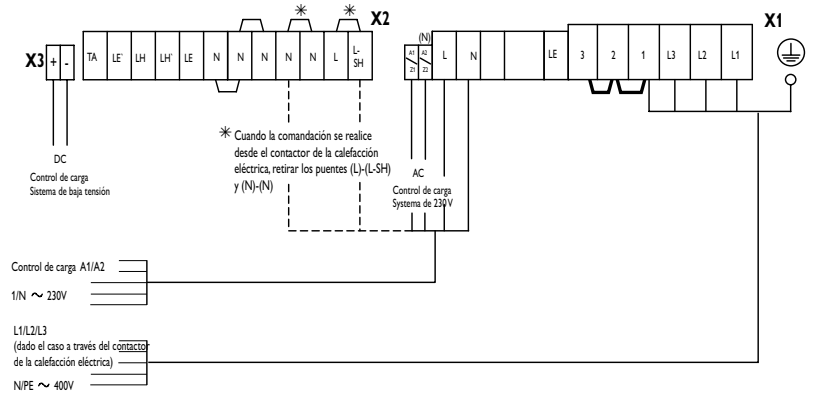 X3
+ -
TA LE' LH LH' LE N N N N N L L-SH
X2
✳ ✳
(N)
A1 A2
Z1 Z2
L N LE 3 2 1 L3 L2 L1
X1
✳ Cuando la comandación se realice
desde el contactor de la calefacción
eléctrica, retirar los puentes (L)-(L-SH)
y (N)-(N)
DC
Control de carga
Sistema de baja tensión
AC
Control de carga
Systema de 230 V
Control de carga A1/A2
1/N ~ 230V
L1/L2/L3
(dado el caso a través del contactor
de la calefacción eléctrica)
N/PE ~ 400V